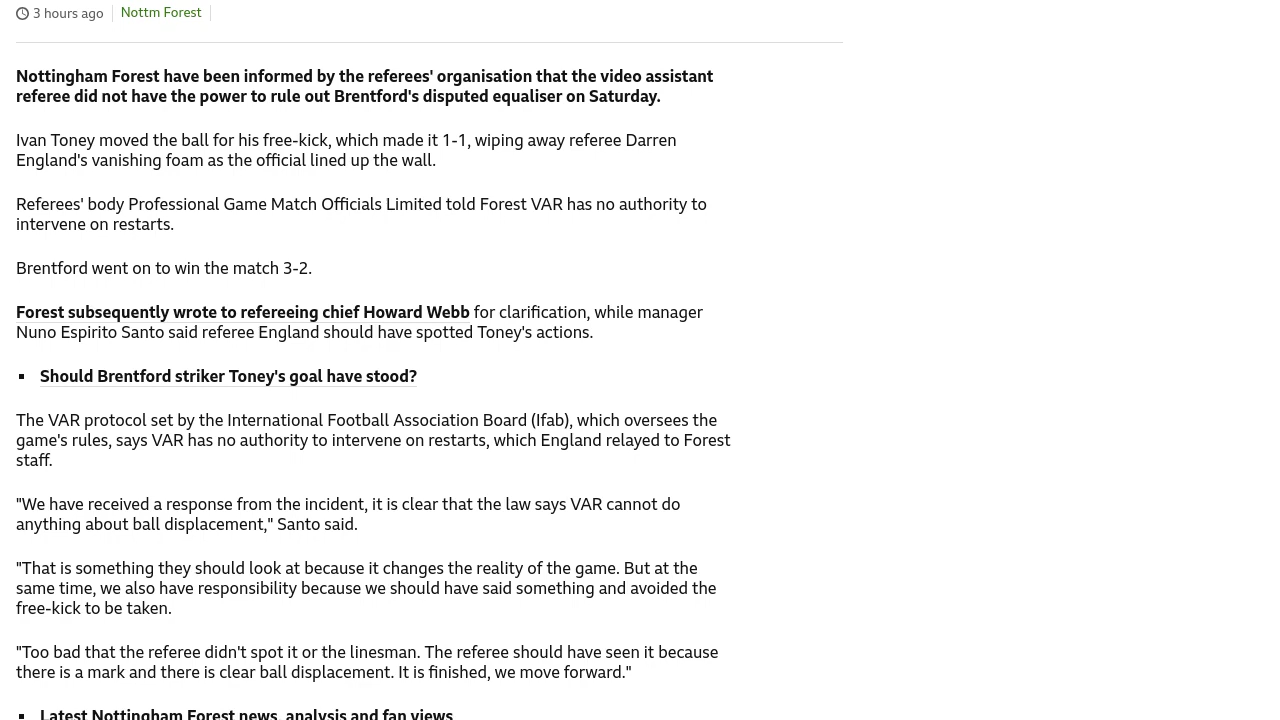 3 hours ago
Nottm Forest
Nottingham Forest have been informed by the referees' organisation that the video assistant
referee did not have the power to rule out Brentford's disputed equaliser on Saturday.
Ivan Toney moved the ball for his free-kick, which made it 1-1, wiping away referee Darren
England's vanishing foam as the official lined up the wall.
Referees' body Professional Game Match Officials Limited told Forest VAR has no authority to
intervene on restarts.
Brentford went on to win the match 3-2.
Forest subsequently wrote to refereeing chief Howard Webb for clarification, while manager
Nuno Espirito Santo said referee England should have spotted Toney's actions.
Should Brentford striker Toney's goal have stood?
The VAR protocol set by the International Football Association Board (Ifab), which oversees the
game's rules, says VAR has no authority to intervene on restarts, which England relayed to Forest
staff.
"We have received a response from the incident, it is clear that the law says VAR cannot do
anything about ball displacement," Santo said.
"That is something they should look at because it changes the reality of the game. But at the
same time, we also have responsibility because we should have said something and avoided the
free-kick to be taken.
"Too bad that the referee didn't spot it or the linesman. The referee should have seen it because
there is a mark and there is clear ball displacement. It is finished, we move forward."
Latest Nottingham Forest news, analysis and fan views